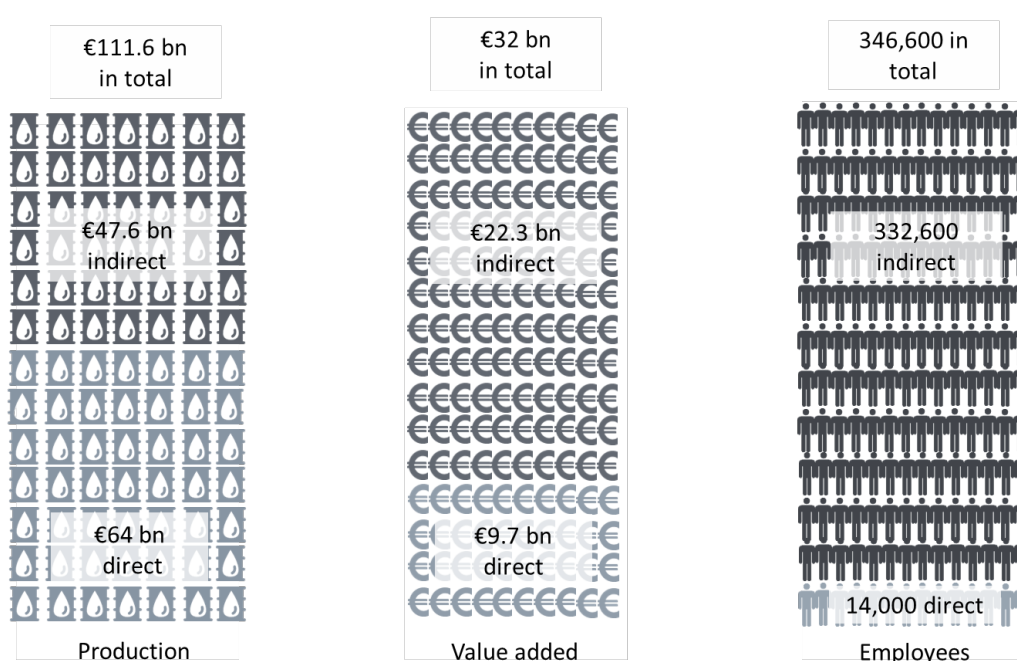 €111.6 bn
in total
€47.6 bn
indirect
€64 bn
direct
Production
€32 bn
in total
€22.3 bn
indirect
€9.7 bn
direct
Value added
346,600 in
total
332,600
indirect
14,000 direct
Employees